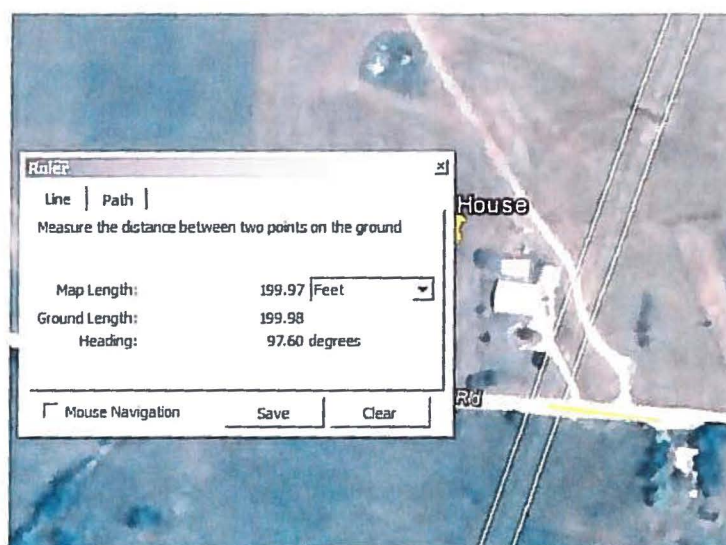 Ruler
Line Path
Measure the distance between two points on the ground
Map Length: 199.97 Feet
Ground Length: 199.98
Heading: 97.60 degrees
Mouse Navigation Save Clear
House
Rd